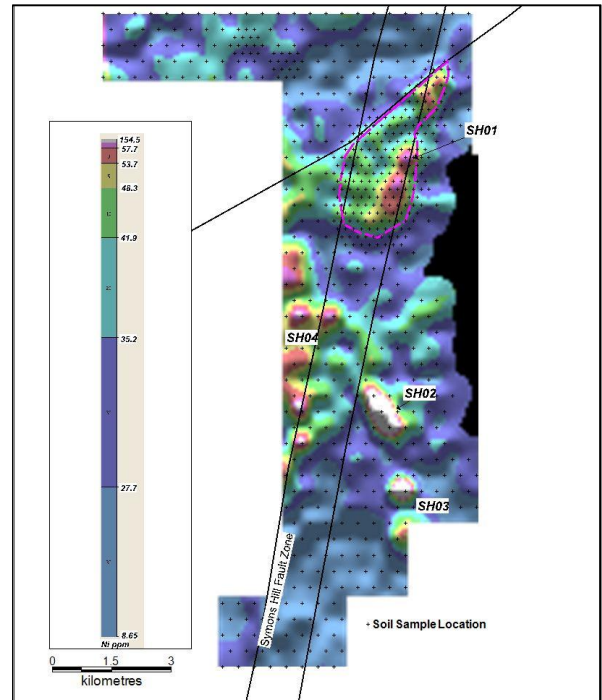 154.5
57.7
53.7
48.3
41.9
35.2
27.7
8.65
Ni ppm
0 1.5 3
kilometres
SH01
SH04
SH02
SH03
Symons Hill Fault Zone
+ Soil Sample Location